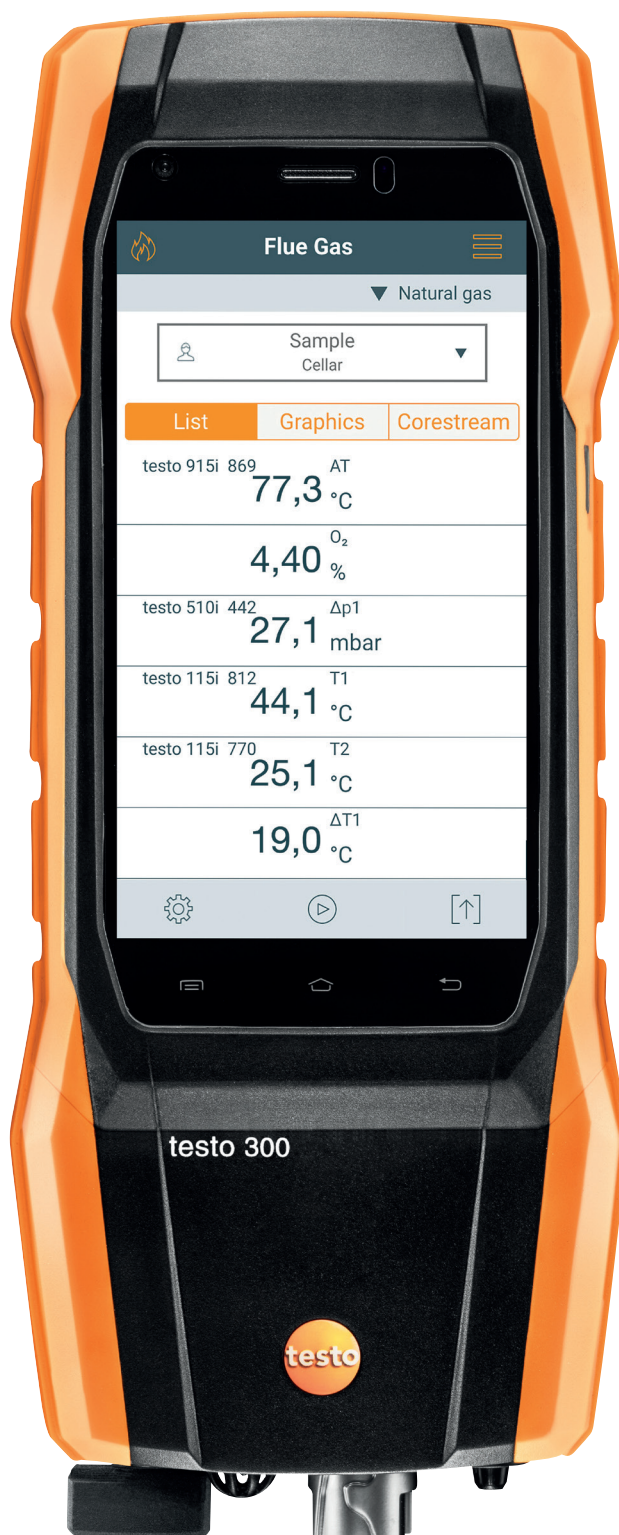 Flue Gas
Natural gas
Sample
Cellar
List Graphics Corestream
testo 915i 869 AT
77,3 °C
O₂
4,40 %
testo 510i 442 Δp1
27,1 mbar
testo 115i 812 T1
44,1 °C
testo 115i 770 T2
25,1 °C
ΔT1
19,0 °C
testo 300
testo